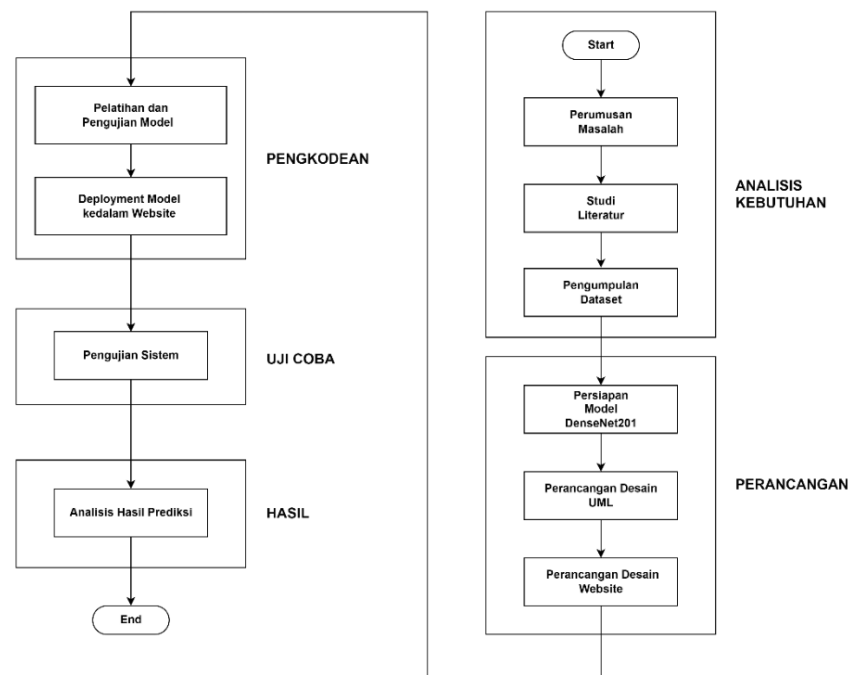 Start
Perumusan
Masalah
Studi
Literatur
Pengumpulan
Dataset
ANALISIS
KEBUTUHAN
Persiapan
Model
DenseNet201
Perancangan Desain
UML
Perancangan Desain
Website
PERANCANGAN
Pelatihan dan
Pengujian Model
Deployment Model
kedalam Website
PENGKODEAN
Pengujian Sistem
UJI COBA
Analisis Hasil Prediksi
HASIL
End